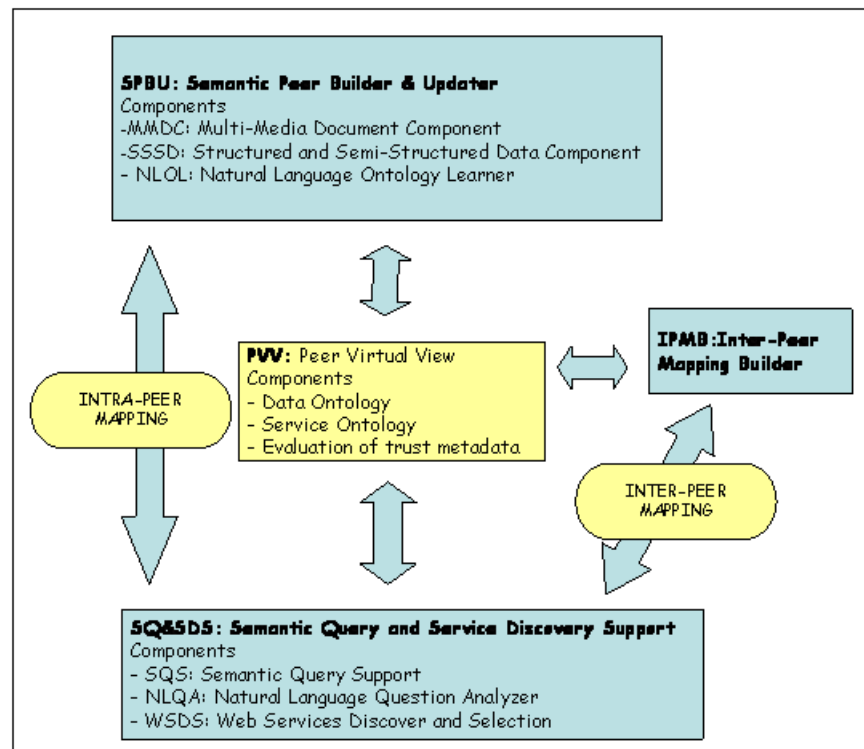 SPBU: Semantic Peer Builder & Updater
Components
-MMDC: Multi-Media Document Component
-SSSD: Structured and Semi-Structured Data Component
- NLOL: Natural Language Ontology Learner
IPMB:Inter-Peer
Mapping Builder
PVV: Peer Virtual View
Components
- Data Ontology
- Service Ontology
- Evaluation of trust metadata
INTRA-PEER
MAPPING
INTER-PEER
MAPPING
SQ&SDS: Semantic Query and Service Discovery Support
Components
- SQS: Semantic Query Support
- NLQA: Natural Language Question Analyzer
- WSDS: Web Services Discover and Selection